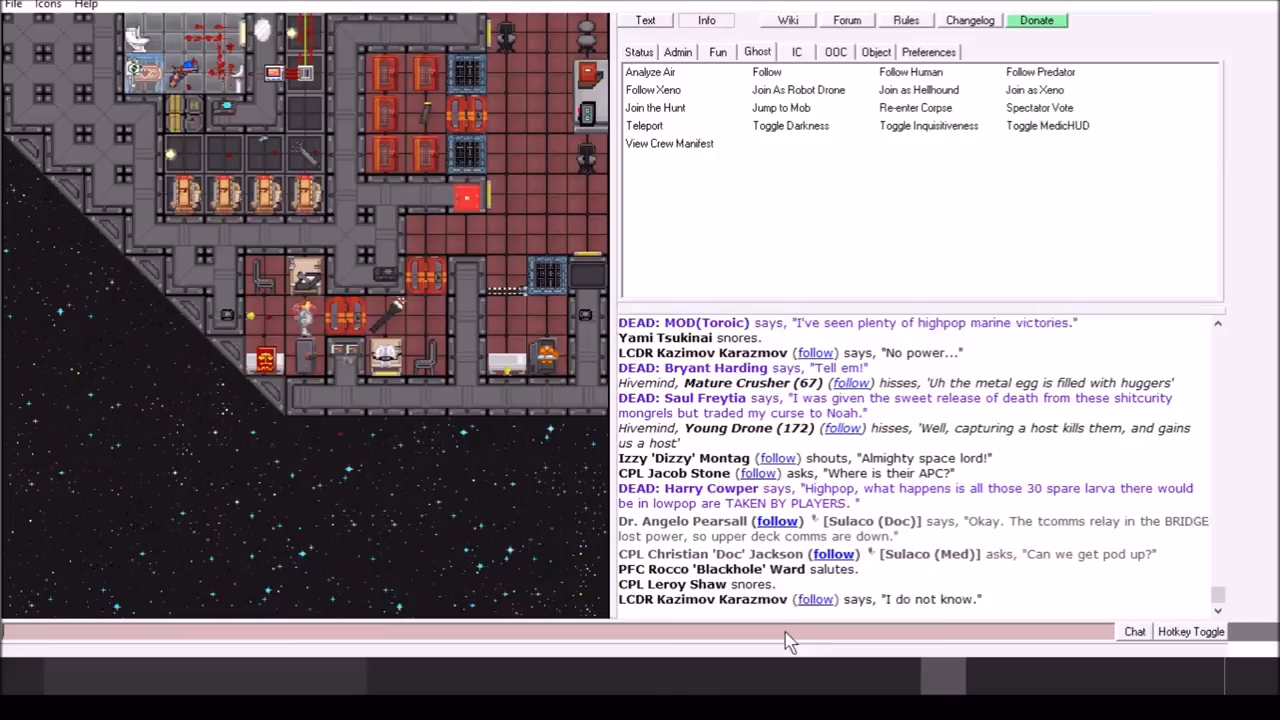 File Icons Help
Text Info Wiki Forum Rules Changelog Donate
Status Admin Fun Ghost IC OOC Object Preferences
Analyze Air Follow Follow Human Follow Predator
Follow Xeno Join As Robot Drone Join as Hellhound Join as Xeno
Join the Hunt Jump to Mob Re-enter Corpse Spectator Vote
Teleport Toggle Darkness Toggle Inquisitiveness Toggle MedicHUD
View Crew Manifest
DEAD: MOD(Toroic) says, "I've seen plenty of highpop marine victories."
Yami Tsukinai snores.
LCDR Kazimov Karazmov (follow) says, "No power..."
DEAD: Bryant Harding says, "Tell em!"
Hivemind, Mature Crusher (67) (follow) hisses, 'Uh the metal egg is filled with huggers'
DEAD: Saul Freytia says, "I was given the sweet release of death from these shitcurity
mongrels but traded my curse to Noah."
Hivemind, Young Drone (172) (follow) hisses, 'Well, capturing a host kills them, and gains
us a host'
Izzy 'Dizzy' Montag (follow) shouts, "Almighty space lord!"
CPL Jacob Stone (follow) asks, "Where is their APC?"
DEAD: Harry Cowper says, "Highpop, what happens is all those 30 spare larva there would
be in lowpop are TAKEN BY PLAYERS. "
Dr. Angelo Pearsall (follow) [Sulaco (Doc)] says, "Okay. The tcomms relay in the BRIDGE
lost power, so upper deck comms are down."
CPL Christian 'Doc' Jackson (follow) [Sulaco (Med)] asks, "Can we get pod up?"
PFC Rocco 'Blackhole' Ward salutes.
CPL Leroy Shaw snores.
LCDR Kazimov Karazmov (follow) says, "I do not know."
Chat Hotkey Toggle